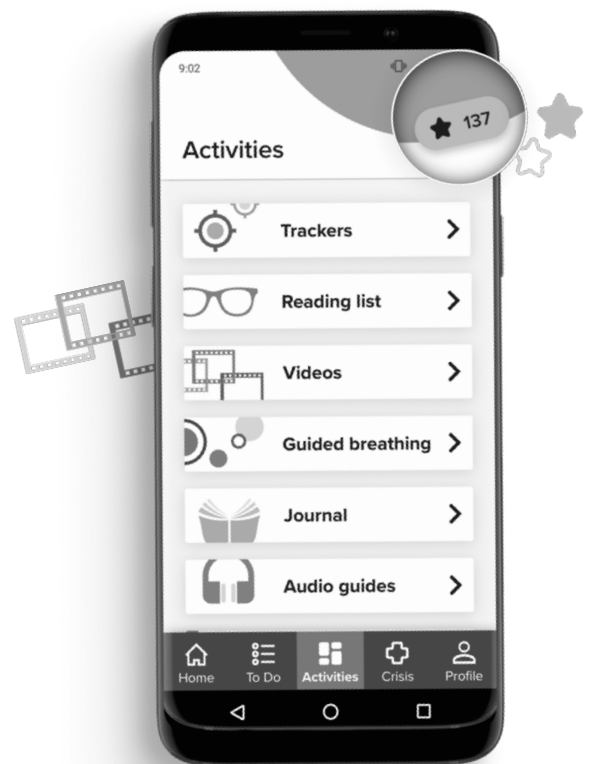 9:02
137
Activities
Trackers
Reading list
Videos
Guided breathing
Journal
Audio guides
Home To Do Activities Crisis Profile